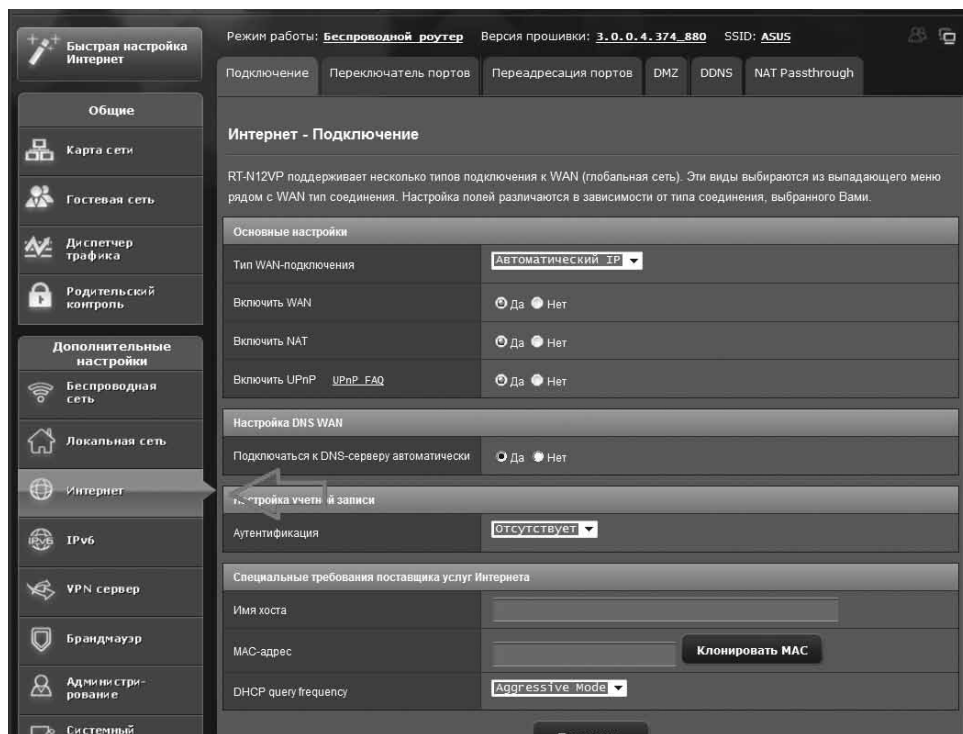 Быстрая настройка
Интернет
Режим работы: Беспроводной роутер Версия прошивки: 3.0.0.4.374_880 SSID: ASUS
Подключение Переключатель портов Переадресация портов DMZ DDNS NAT Passthrough
Общие
Карта сети
Гостевая сеть
Диспетчер
трафика
Родительский
контроль
Дополнительные
настройки
Беспроводная
сеть
Локальная сеть
Интернет
IPv6
VPN сервер
Брандмауэр
Администри-
рование
Системный
Интернет - Подключение
RT-N12VP поддерживает несколько типов подключения к WAN (глобальная сеть). Эти виды выбираются из выпадающего меню
рядом с WAN тип соединения. Настройка полей различаются в зависимости от типа соединения, выбранного Вами.
Основные настройки
Тип WAN-подключения Автоматический IP
Включить WAN Да Нет
Включить NAT Да Нет
Включить UPnP UPnP FAQ Да Нет
Настройка DNS WAN
Подключаться к DNS-серверу автоматически Да Нет
Настройка учетной записи
Аутентификация Отсутствует
Специальные требования поставщика услуг Интернета
Имя хоста
MAC-адрес Клонировать MAC
DHCP query frequency Aggressive Mode